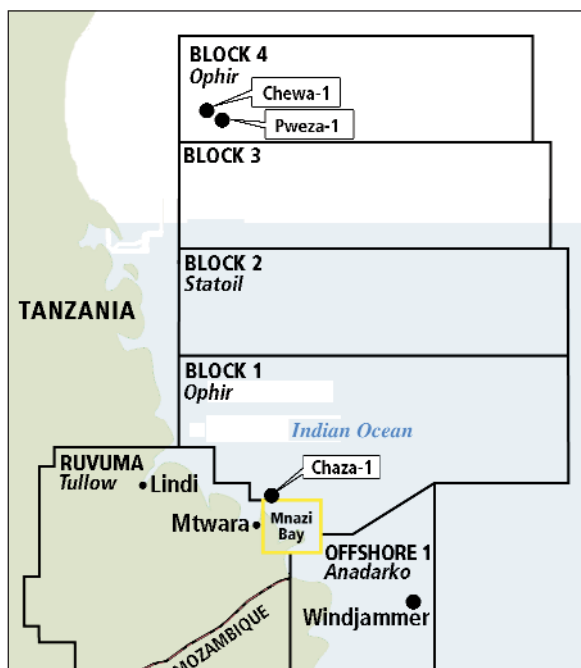 BLOCK 4
Ophir
Chewa-1
Pweza-1
BLOCK 3
BLOCK 2
Statoil
TANZANIA
BLOCK 1
Ophir
Indian Ocean
RUVUMA
Tullow
Lindi
Chaza-1
Mtwara
Mnazi
Bay
OFFSHORE 1
Anadarko
Windjammer
MOZAMBIQUE